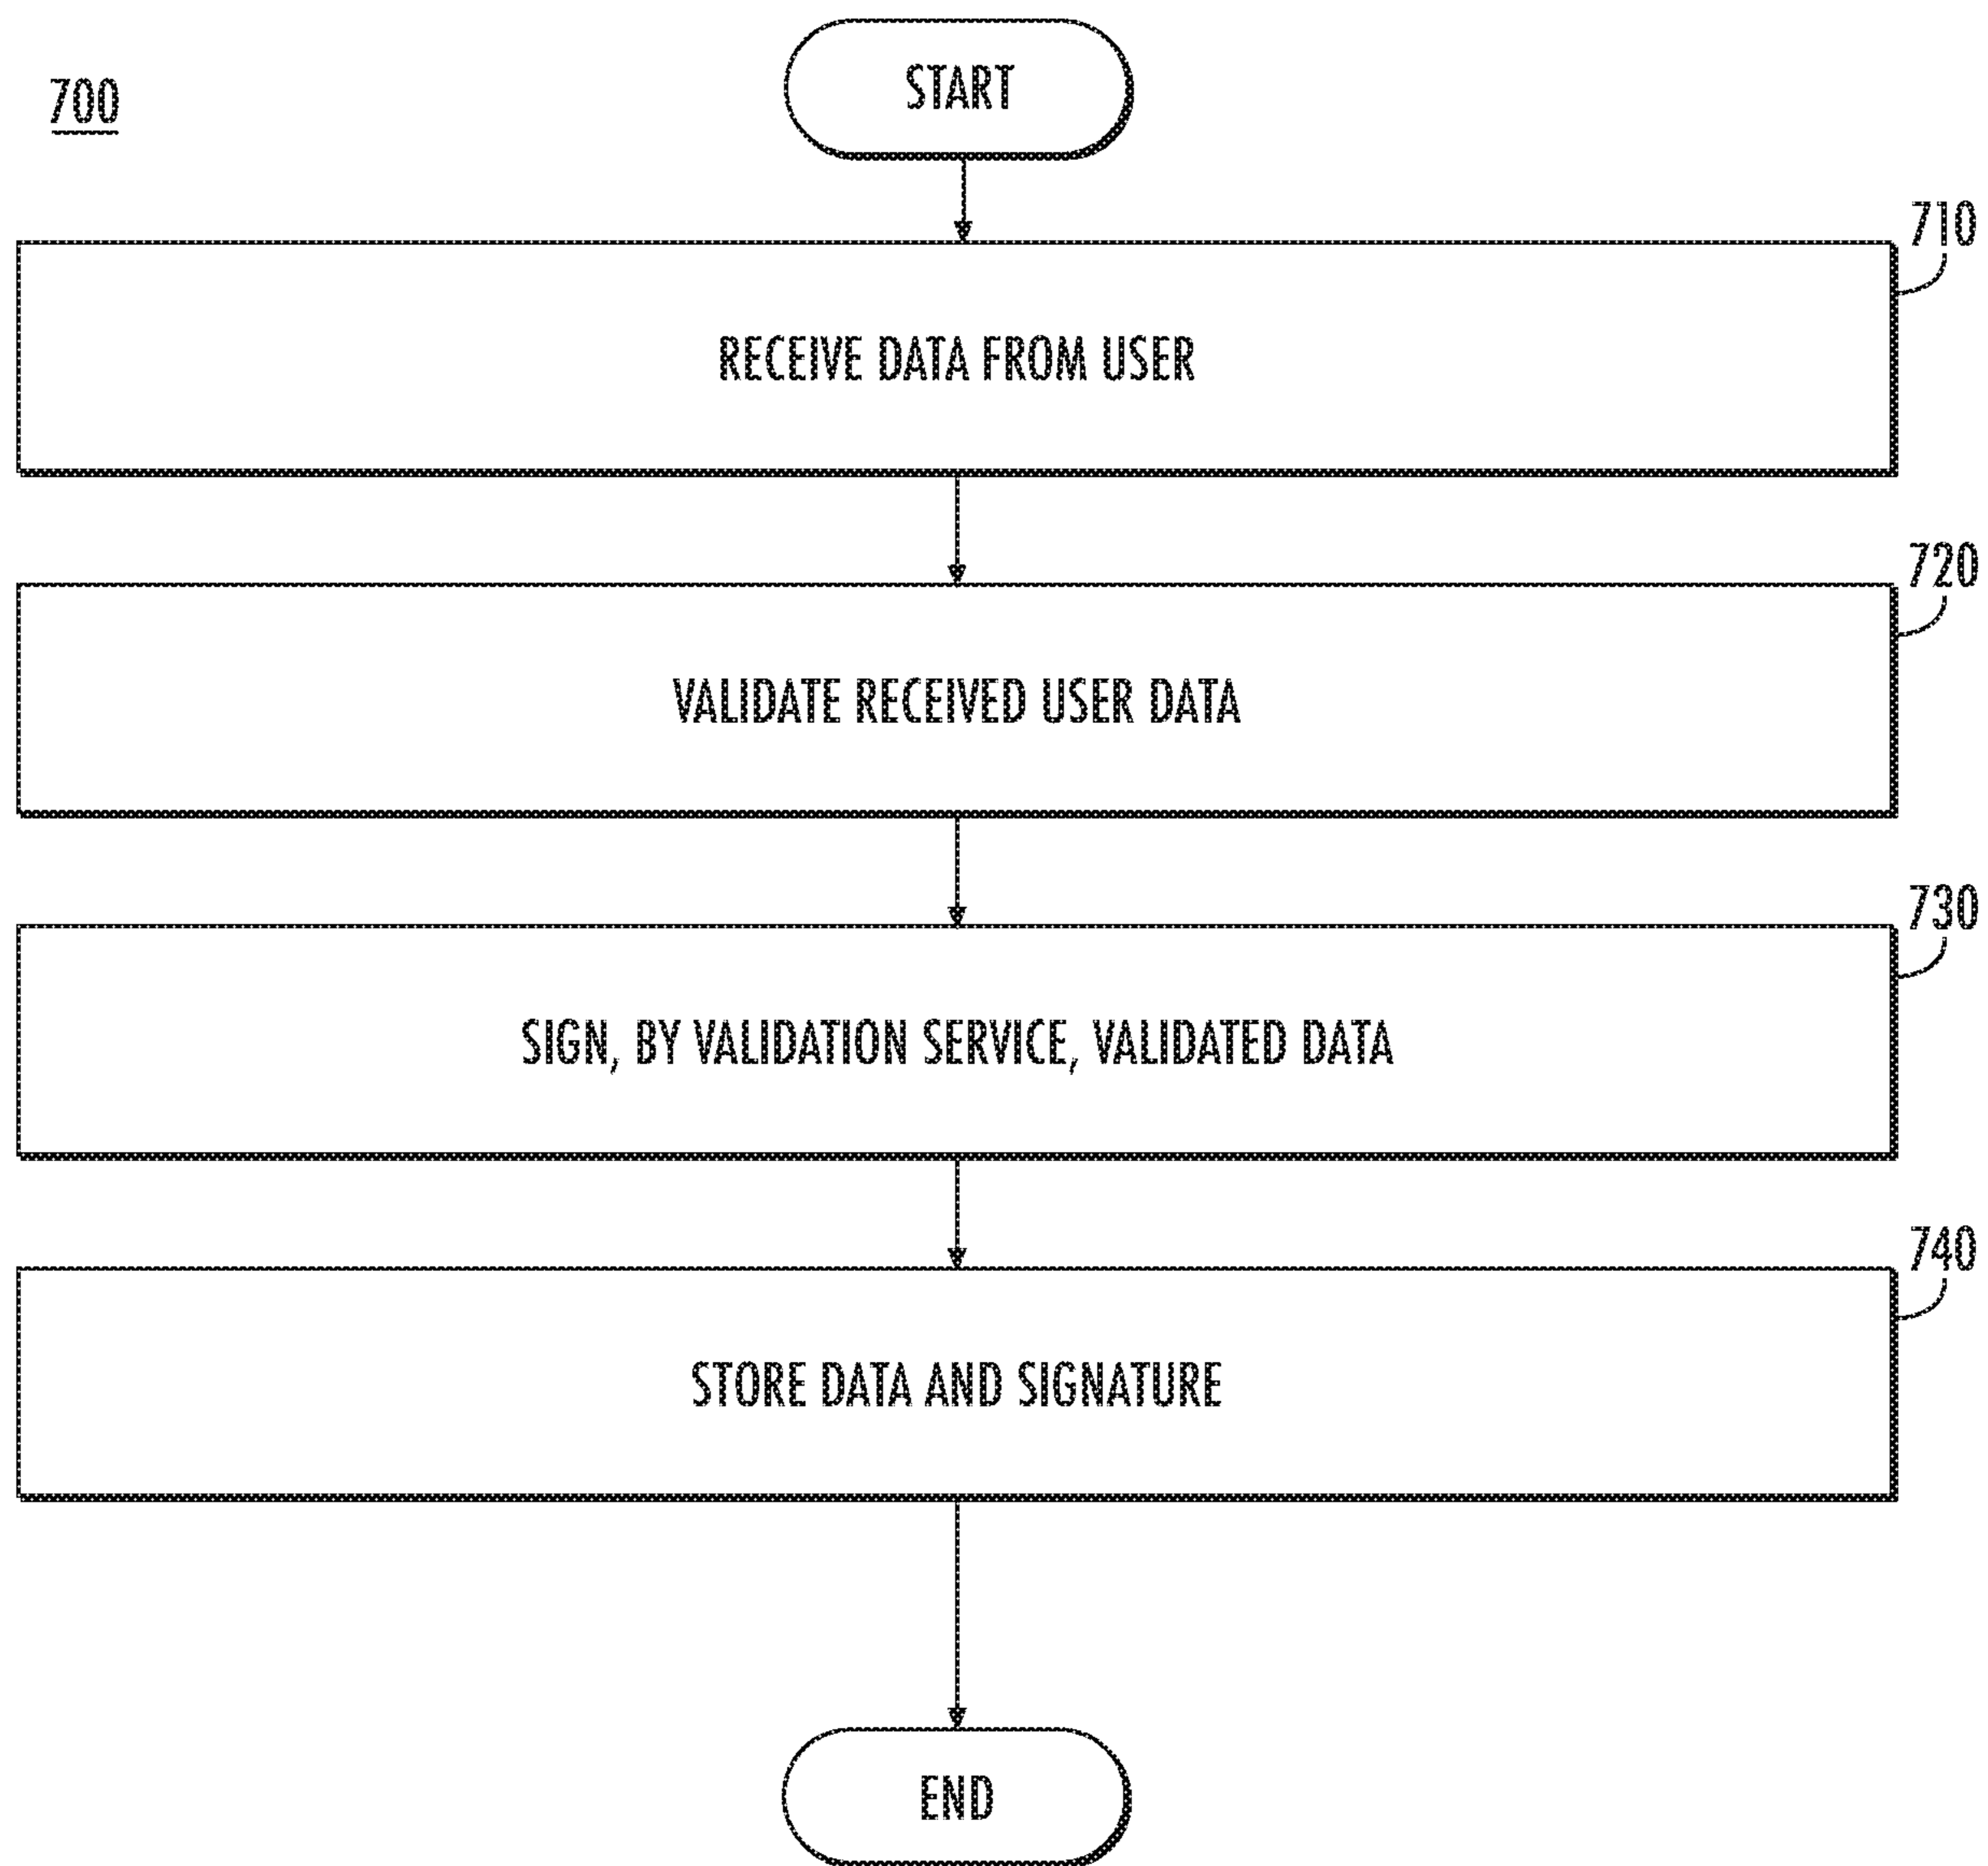 START
700
710
RECEIVE DATA FROM USER
720
VALIDATE RECEIVED USER DATA
730
SIGN, BY VALIDATION SERVICE, VALIDATED DATA
740
STORE DATA AND SIGNATURE
END